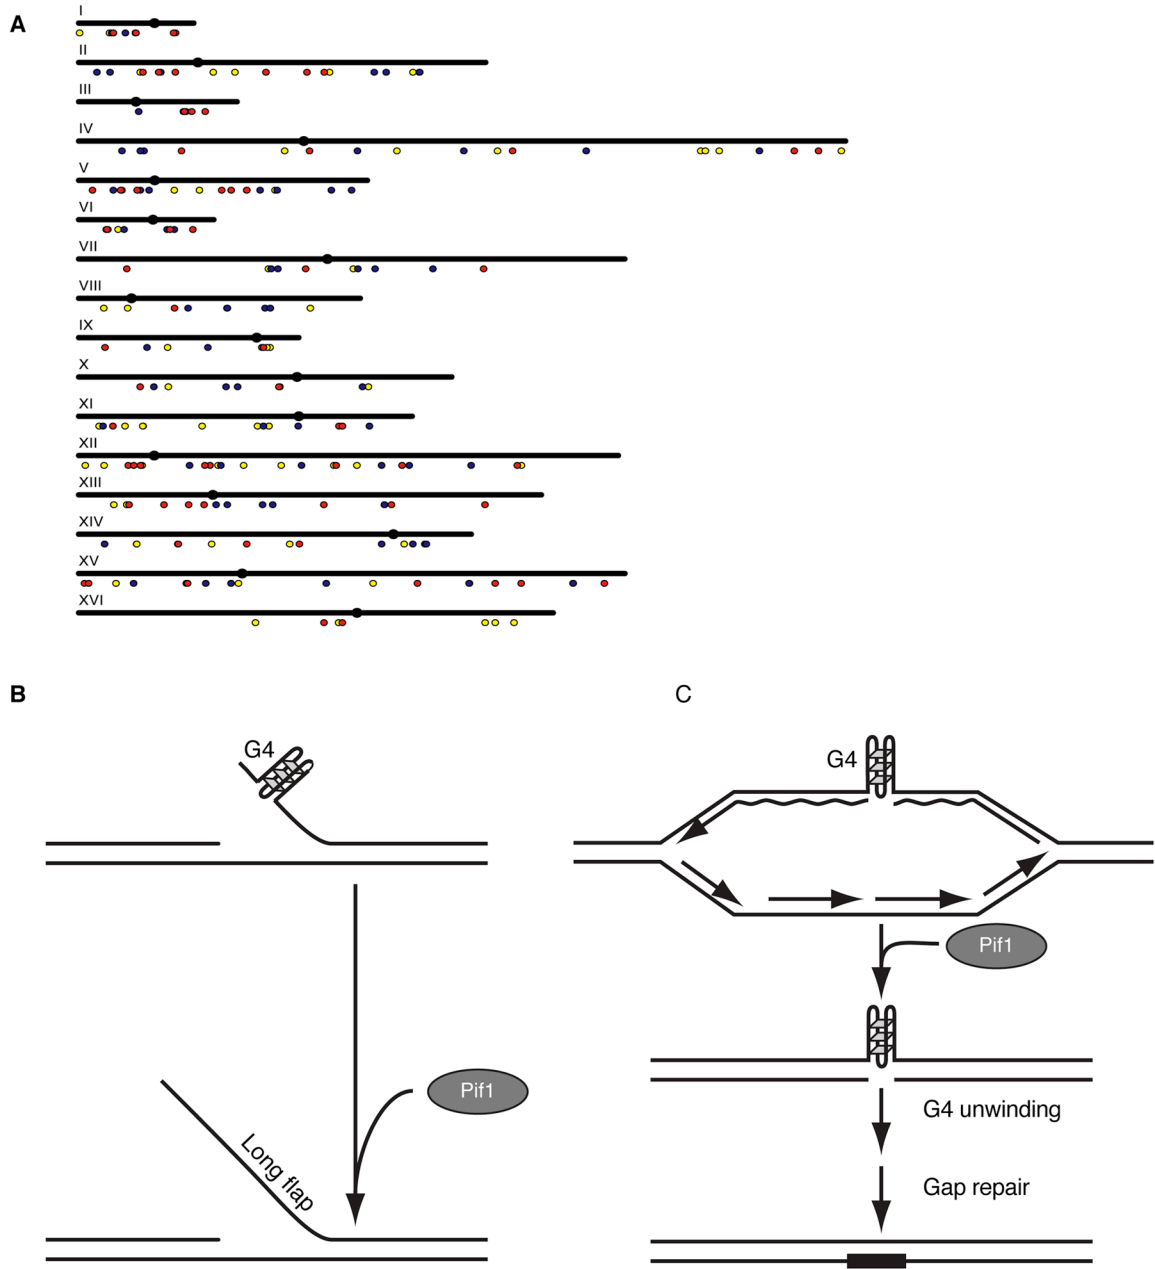 A
I
II
III
IV
V
VI
VII
VIII
IX
X
XI
XII
XIII
XIV
XV
XVI
B
C
G4
G4
Pif1
Pif1
Long flap
G4 unwinding
Gap repair